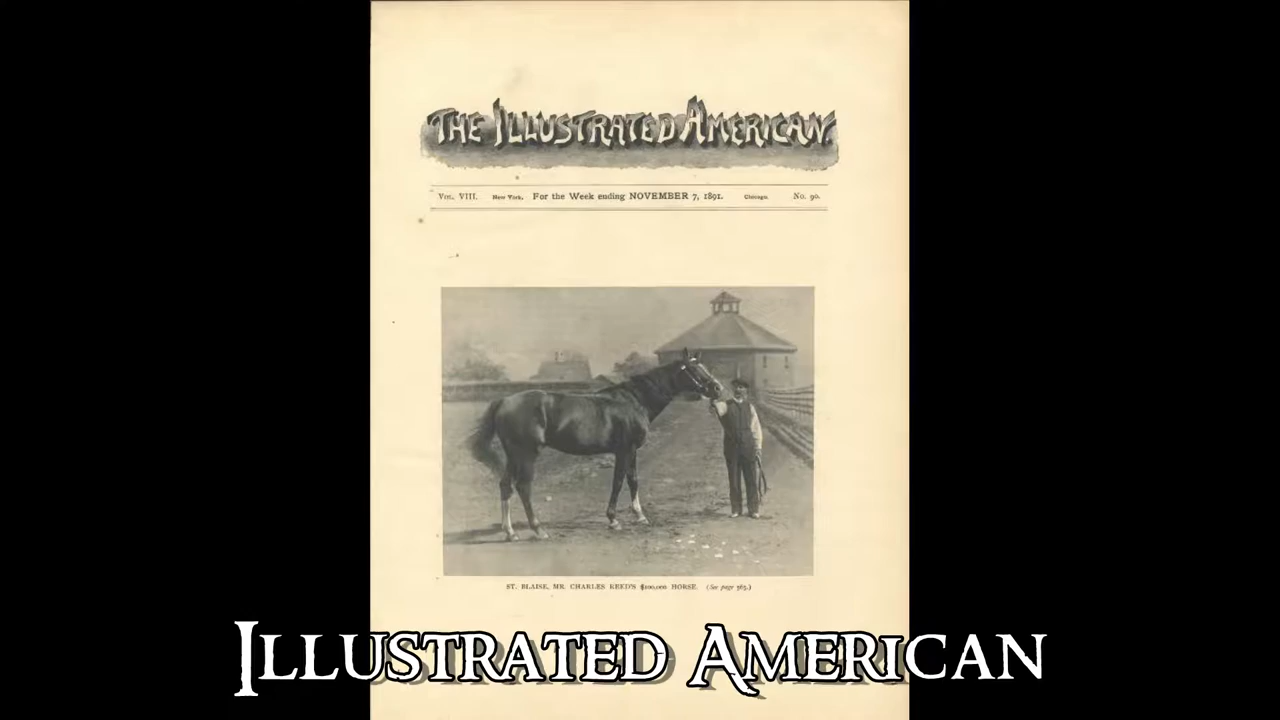 THE ILLUSTRATED AMERICAN.
VOL. VIII. New York. For the Week ending NOVEMBER 7, 1891. Chicago. No. 90.
ST. BLAISE, MR. CHARLES REED'S $100,000 HORSE. (See page 565.)
ILLUSTRATED AMERICAN